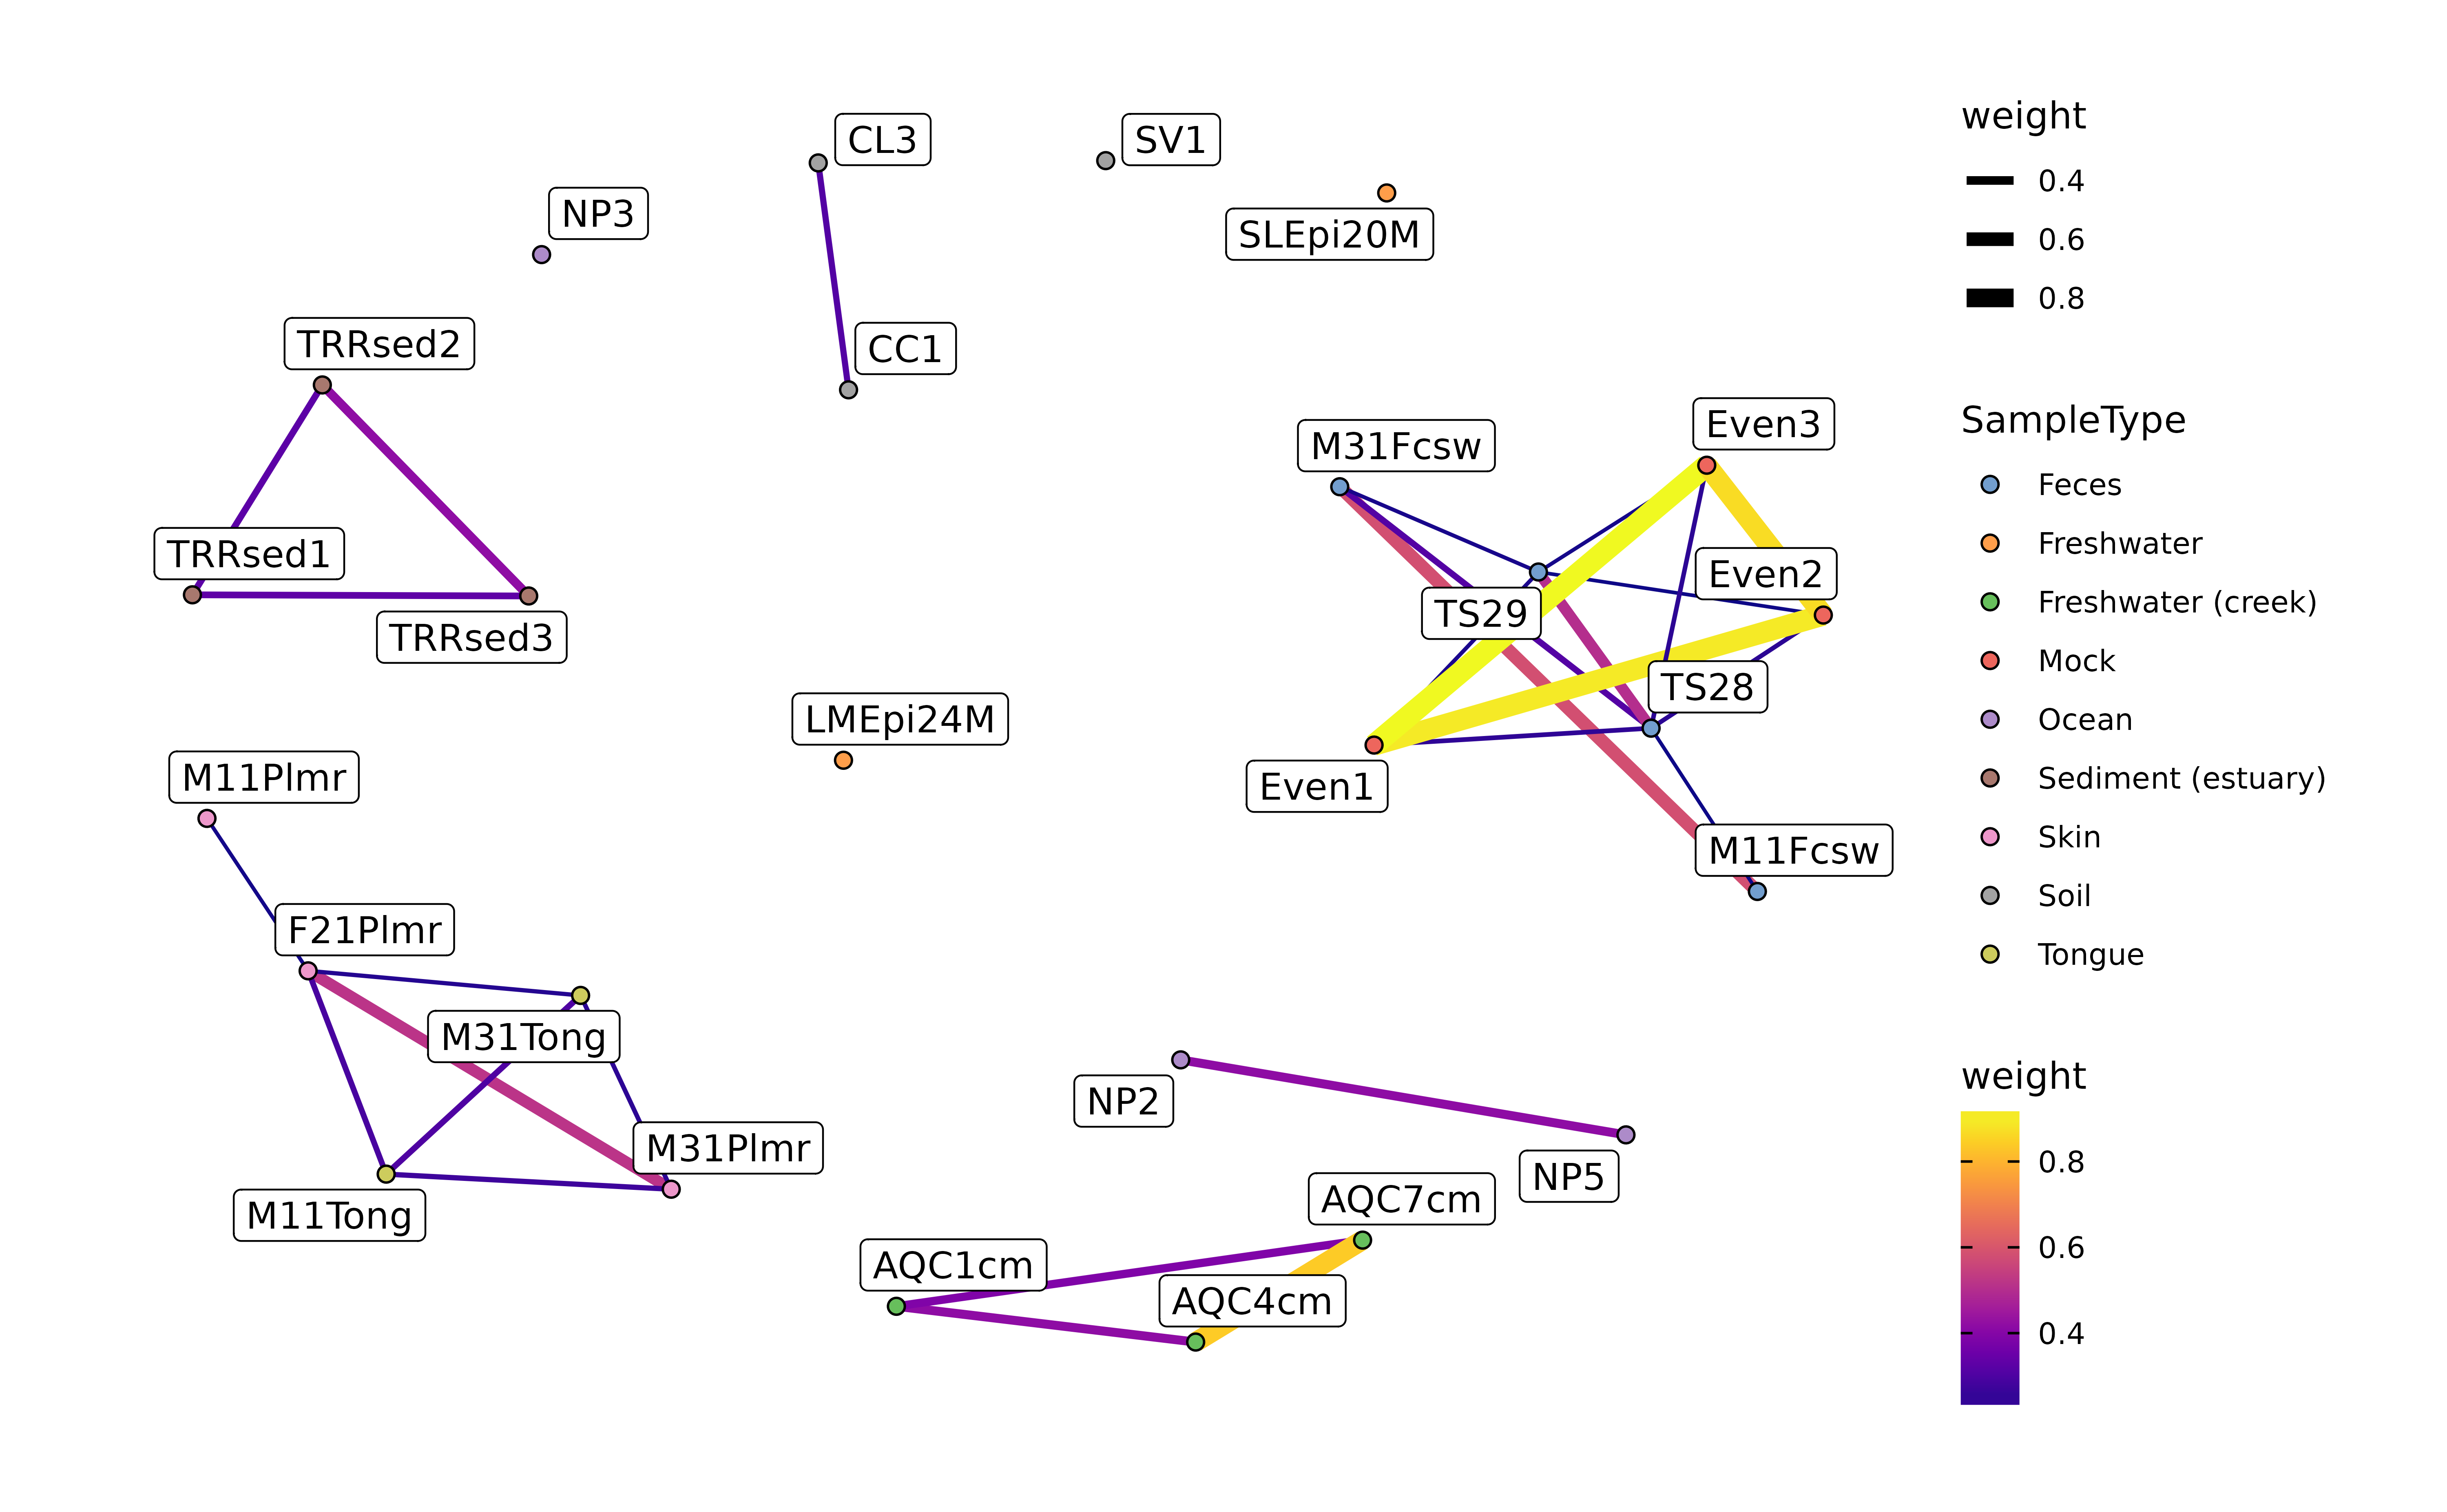 CL3
SV1
NP3
SLEpi20M
TRRsed2
CC1
M31Fcsw
Even3
TRRsed1
Even2
TS29
TRRsed3
TS28
LMEpi24M
M11Plmr
Even1
M11Fcsw
F21Plmr
M31Tong
NP2
M31Plmr
NP5
AQC7cm
M11Tong
AQC1cm
AQC4cm
weight
0.4
0.6
0.8
SampleType
Feces
Freshwater
Freshwater (creek)
Mock
Ocean
Sediment (estuary)
Skin
Soil
Tongue
weight
0.8
0.6
0.4